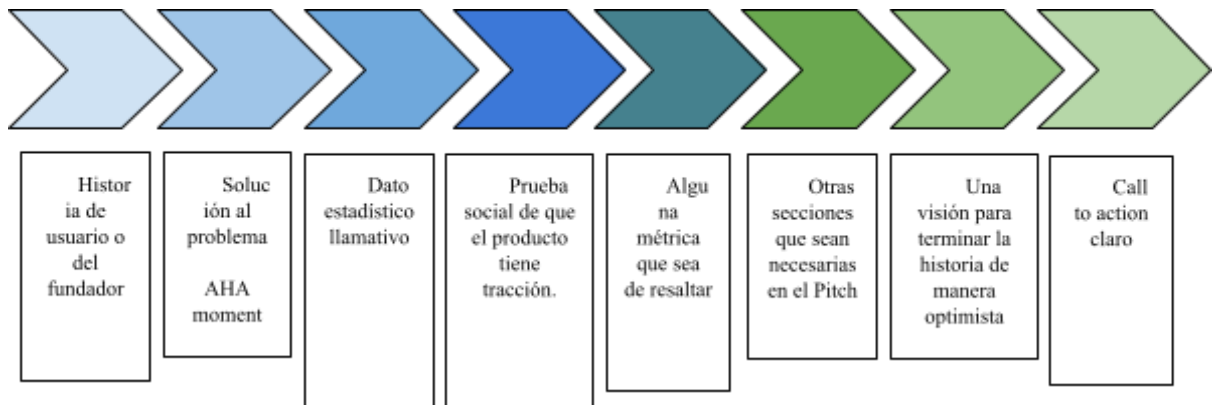 Histor
ia de
usuario o
del
fundador
Soluc
ión al
problema
AHA
moment
Dato
estadístico
llamativo
Prueba
social de que
el producto
tiene
tracción.
Algu
na
métrica
que sea
de resaltar
Otras
secciones
que sean
necesarias
en el Pitch
Una
visión para
terminar la
historia de
manera
optimista
Call
to action
claro